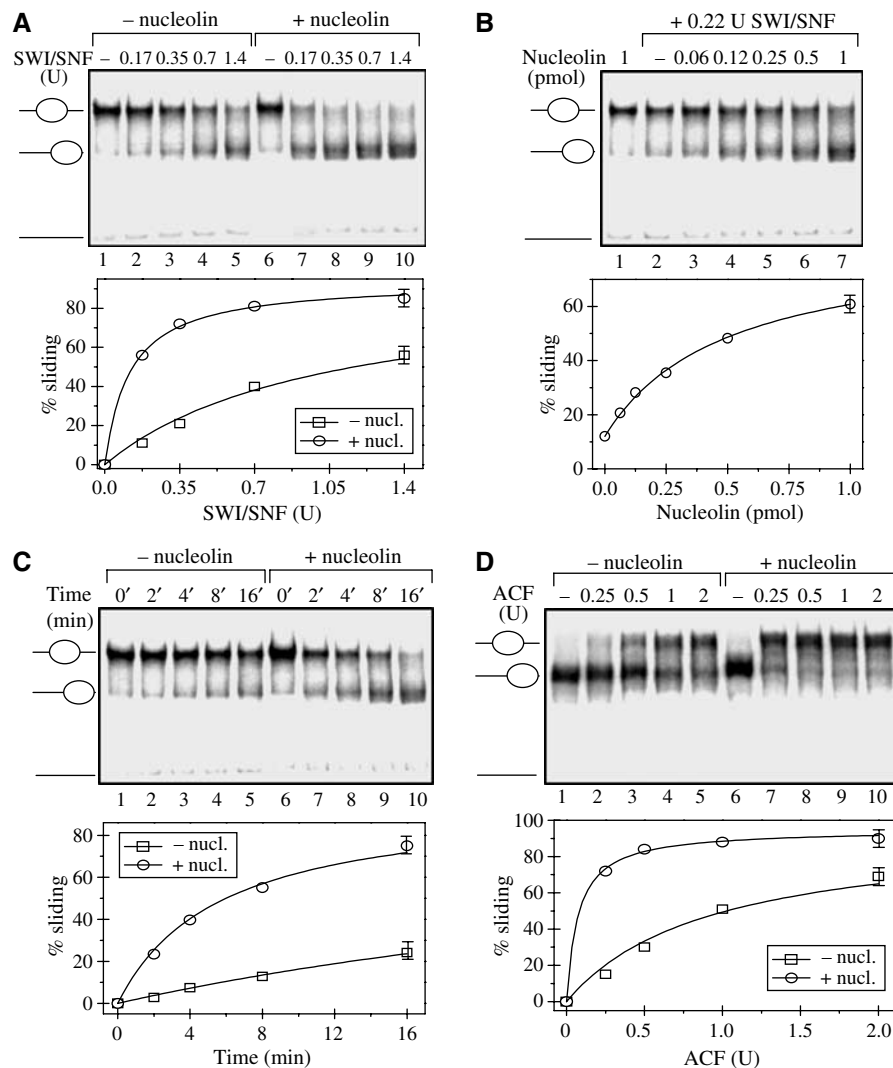 A
– nucleolin + nucleolin
SWI/SNF – 0.17 0.35 0.7 1.4 – 0.17 0.35 0.7 1.4
(U)
1 2 3 4 5 6 7 8 9 10
% sliding
80
60
40
20
0
– nucl.
+ nucl.
0.0 0.35 0.7 1.05 1.4
SWI/SNF (U)
B
+ 0.22 U SWI/SNF
Nucleolin 1 – 0.06 0.12 0.25 0.5 1
(pmol)
1 2 3 4 5 6 7
% sliding
60
40
20
0
0.0 0.25 0.50 0.75 1.0
Nucleolin (pmol)
C
– nucleolin + nucleolin
Time 0′ 2′ 4′ 8′ 16′ 0′ 2′ 4′ 8′ 16′
(min)
1 2 3 4 5 6 7 8 9 10
% sliding
80
60
40
20
0
– nucl.
+ nucl.
0 4 8 12 16
Time (min)
D
– nucleolin + nucleolin
ACF – 0.25 0.5 1 2 – 0.25 0.5 1 2
(U)
1 2 3 4 5 6 7 8 9 10
% sliding
100
80
60
40
20
0
– nucl.
+ nucl.
0 0.5 1.0 1.5 2.0
ACF (U)